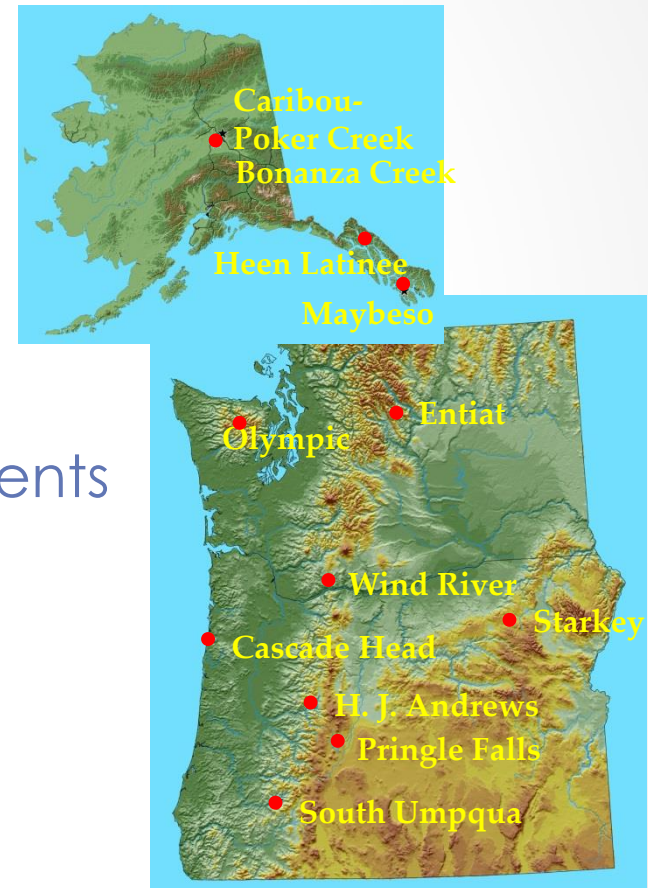 Caribou-
Poker Creek
Bonanza Creek
Heen Latinee
Maybeso
Entiat
Olympic
ents
Wind River
Starkey
Cascade Head
H. J. Andrews
Pringle Falls
South Umpqua